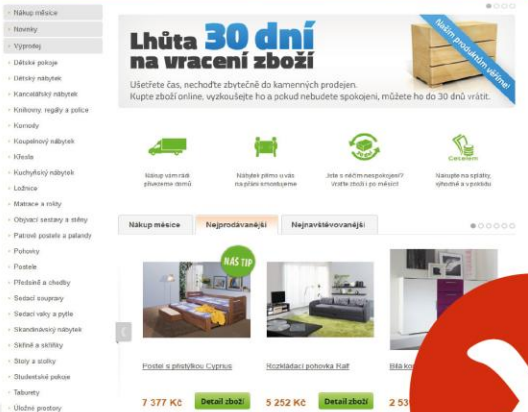 Nákup měsíce
Novinky
Výprodej
Dětské pokoje
Dětský nábytek
Kancelářský nábytek
Knihovny, regály a police
Komody
Koupelnový nábytek
Křesla
Kuchyňský nábytek
Ložnice
Matrace a rošty
Obývací sestavy a stěny
Patrové postele a palandy
Pohovky
Postele
Předsíně a chodby
Sedací soupravy
Sedací vaky a pytle
Skandinávský nábytek
Skříně a skříňky
Stoly a stolky
Studentské pokoje
Taburety
Úložné prostory
Lhůta 30 dní
na vracení zboží
Ušetřete čas, nechoďte zbytečně do kamenných prodejen.
Kupte zboží online, vyzkoušejte ho a pokud nebudete spokojeni, můžete ho do 30 dnů vrátit.
Našim produktům věříme!
Nákup vám rádi
přivezeme domů
Nábytek přímo u vás
na přání smontujeme
Jste s něčím nespokojeni?
Vraťte zboží i po měsíci!
Cetelem
Nakupte na splátky,
výhodně a v pohodu
Nákup měsíce
Nejprodávanější
Nejnavštěvovanější
NÁŠ TIP
Postel s přistýlkou Cyprus
7 377 Kč
Detail zboží
Rozkládací pohovka Ralf
5 252 Kč
Detail zboží
Bílá
2 53